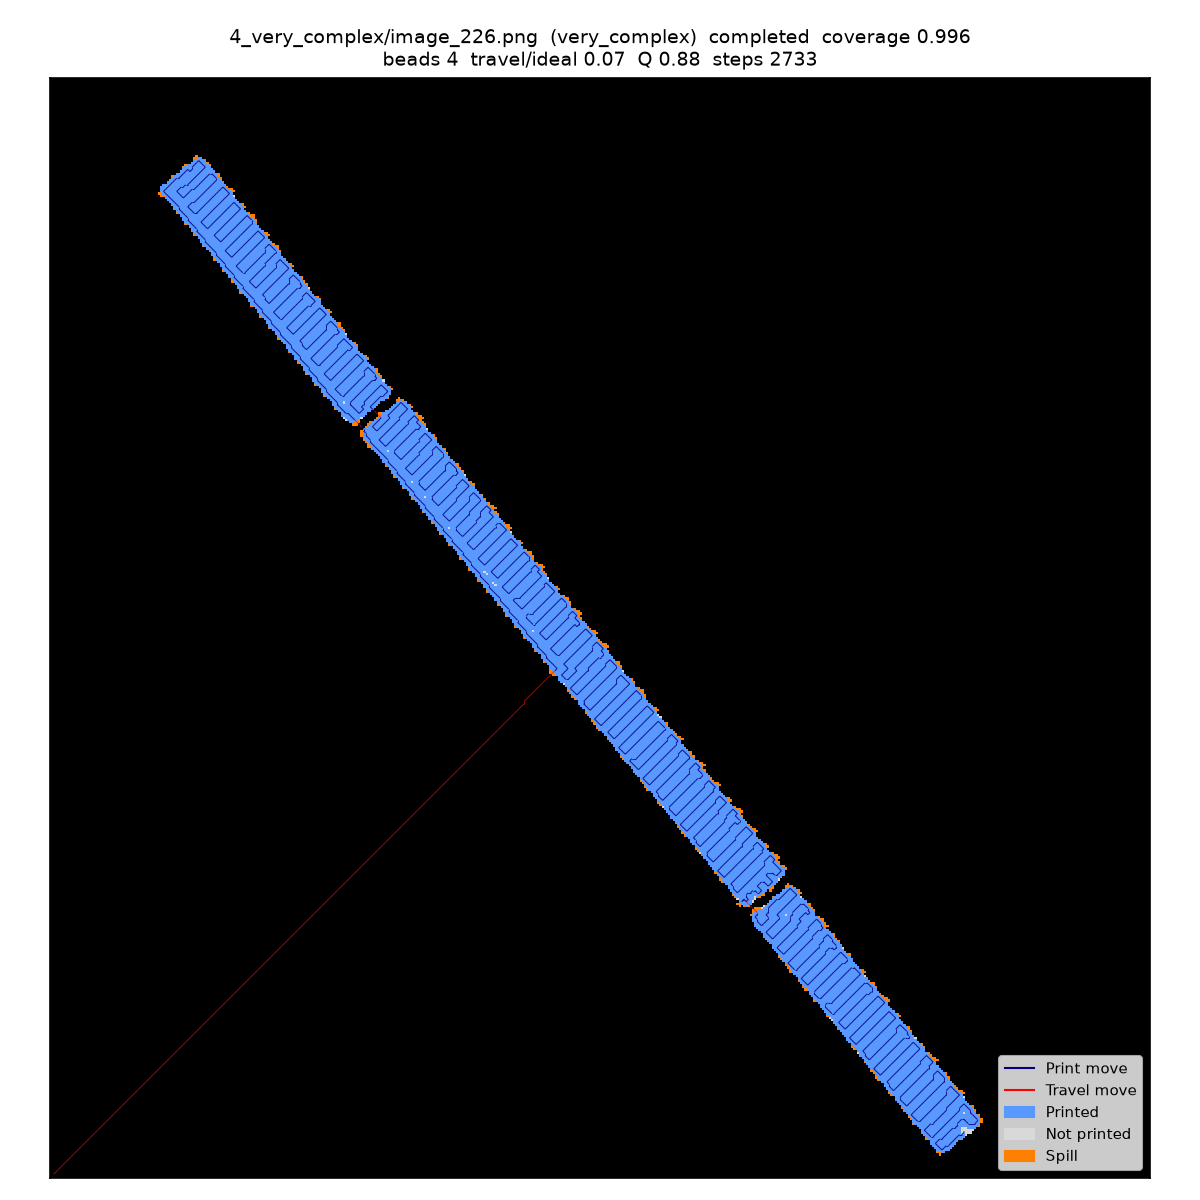 4_very_complex/image_226.png  (very_complex)  completed  coverage 0.996
beads 4  travel/ideal 0.07  Q 0.88  steps 2733
Print move
Travel move
Printed
Not printed
Spill